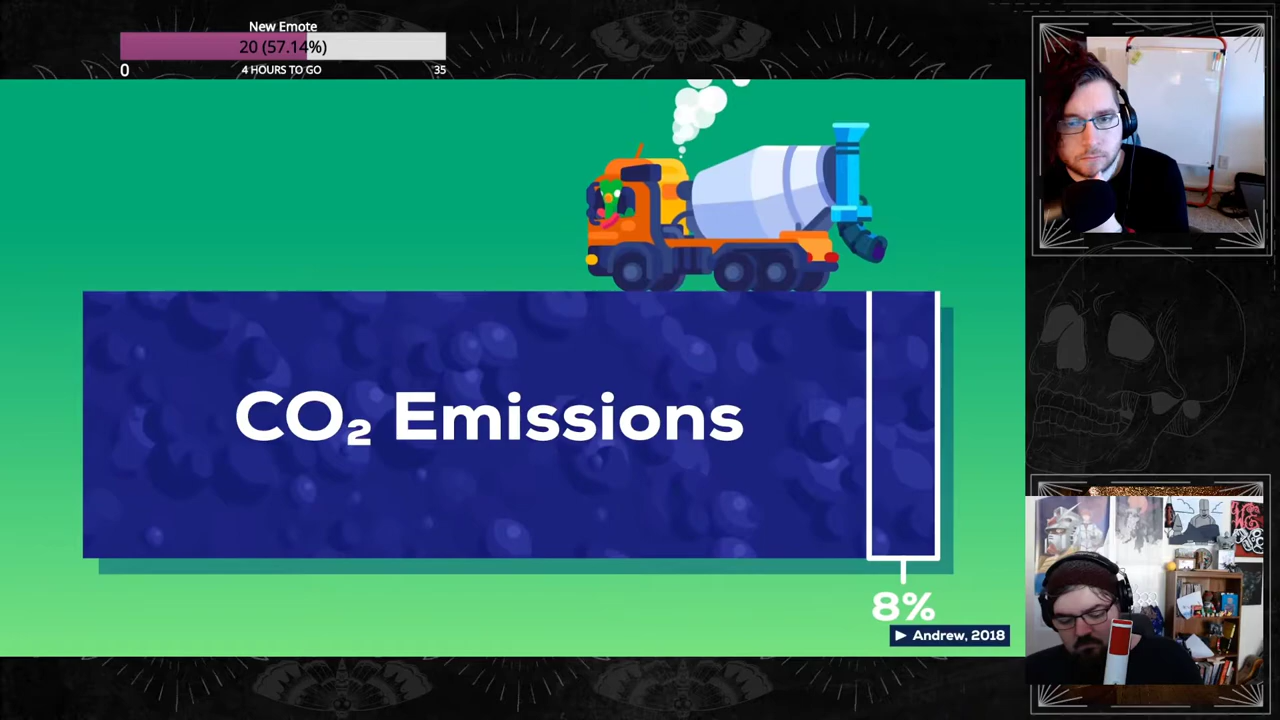 New Emote
20 (57.14%)
0
4 HOURS TO GO
35
CO₂ Emissions
8%
▶ Andrew, 2018